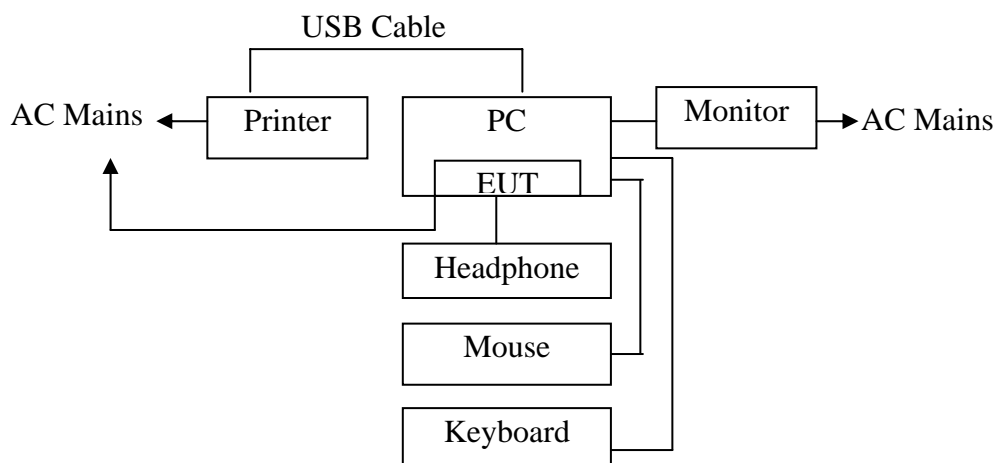 USB Cable
AC Mains
Printer
PC
Monitor
AC Mains
EUT
Headphone
Mouse
Keyboard